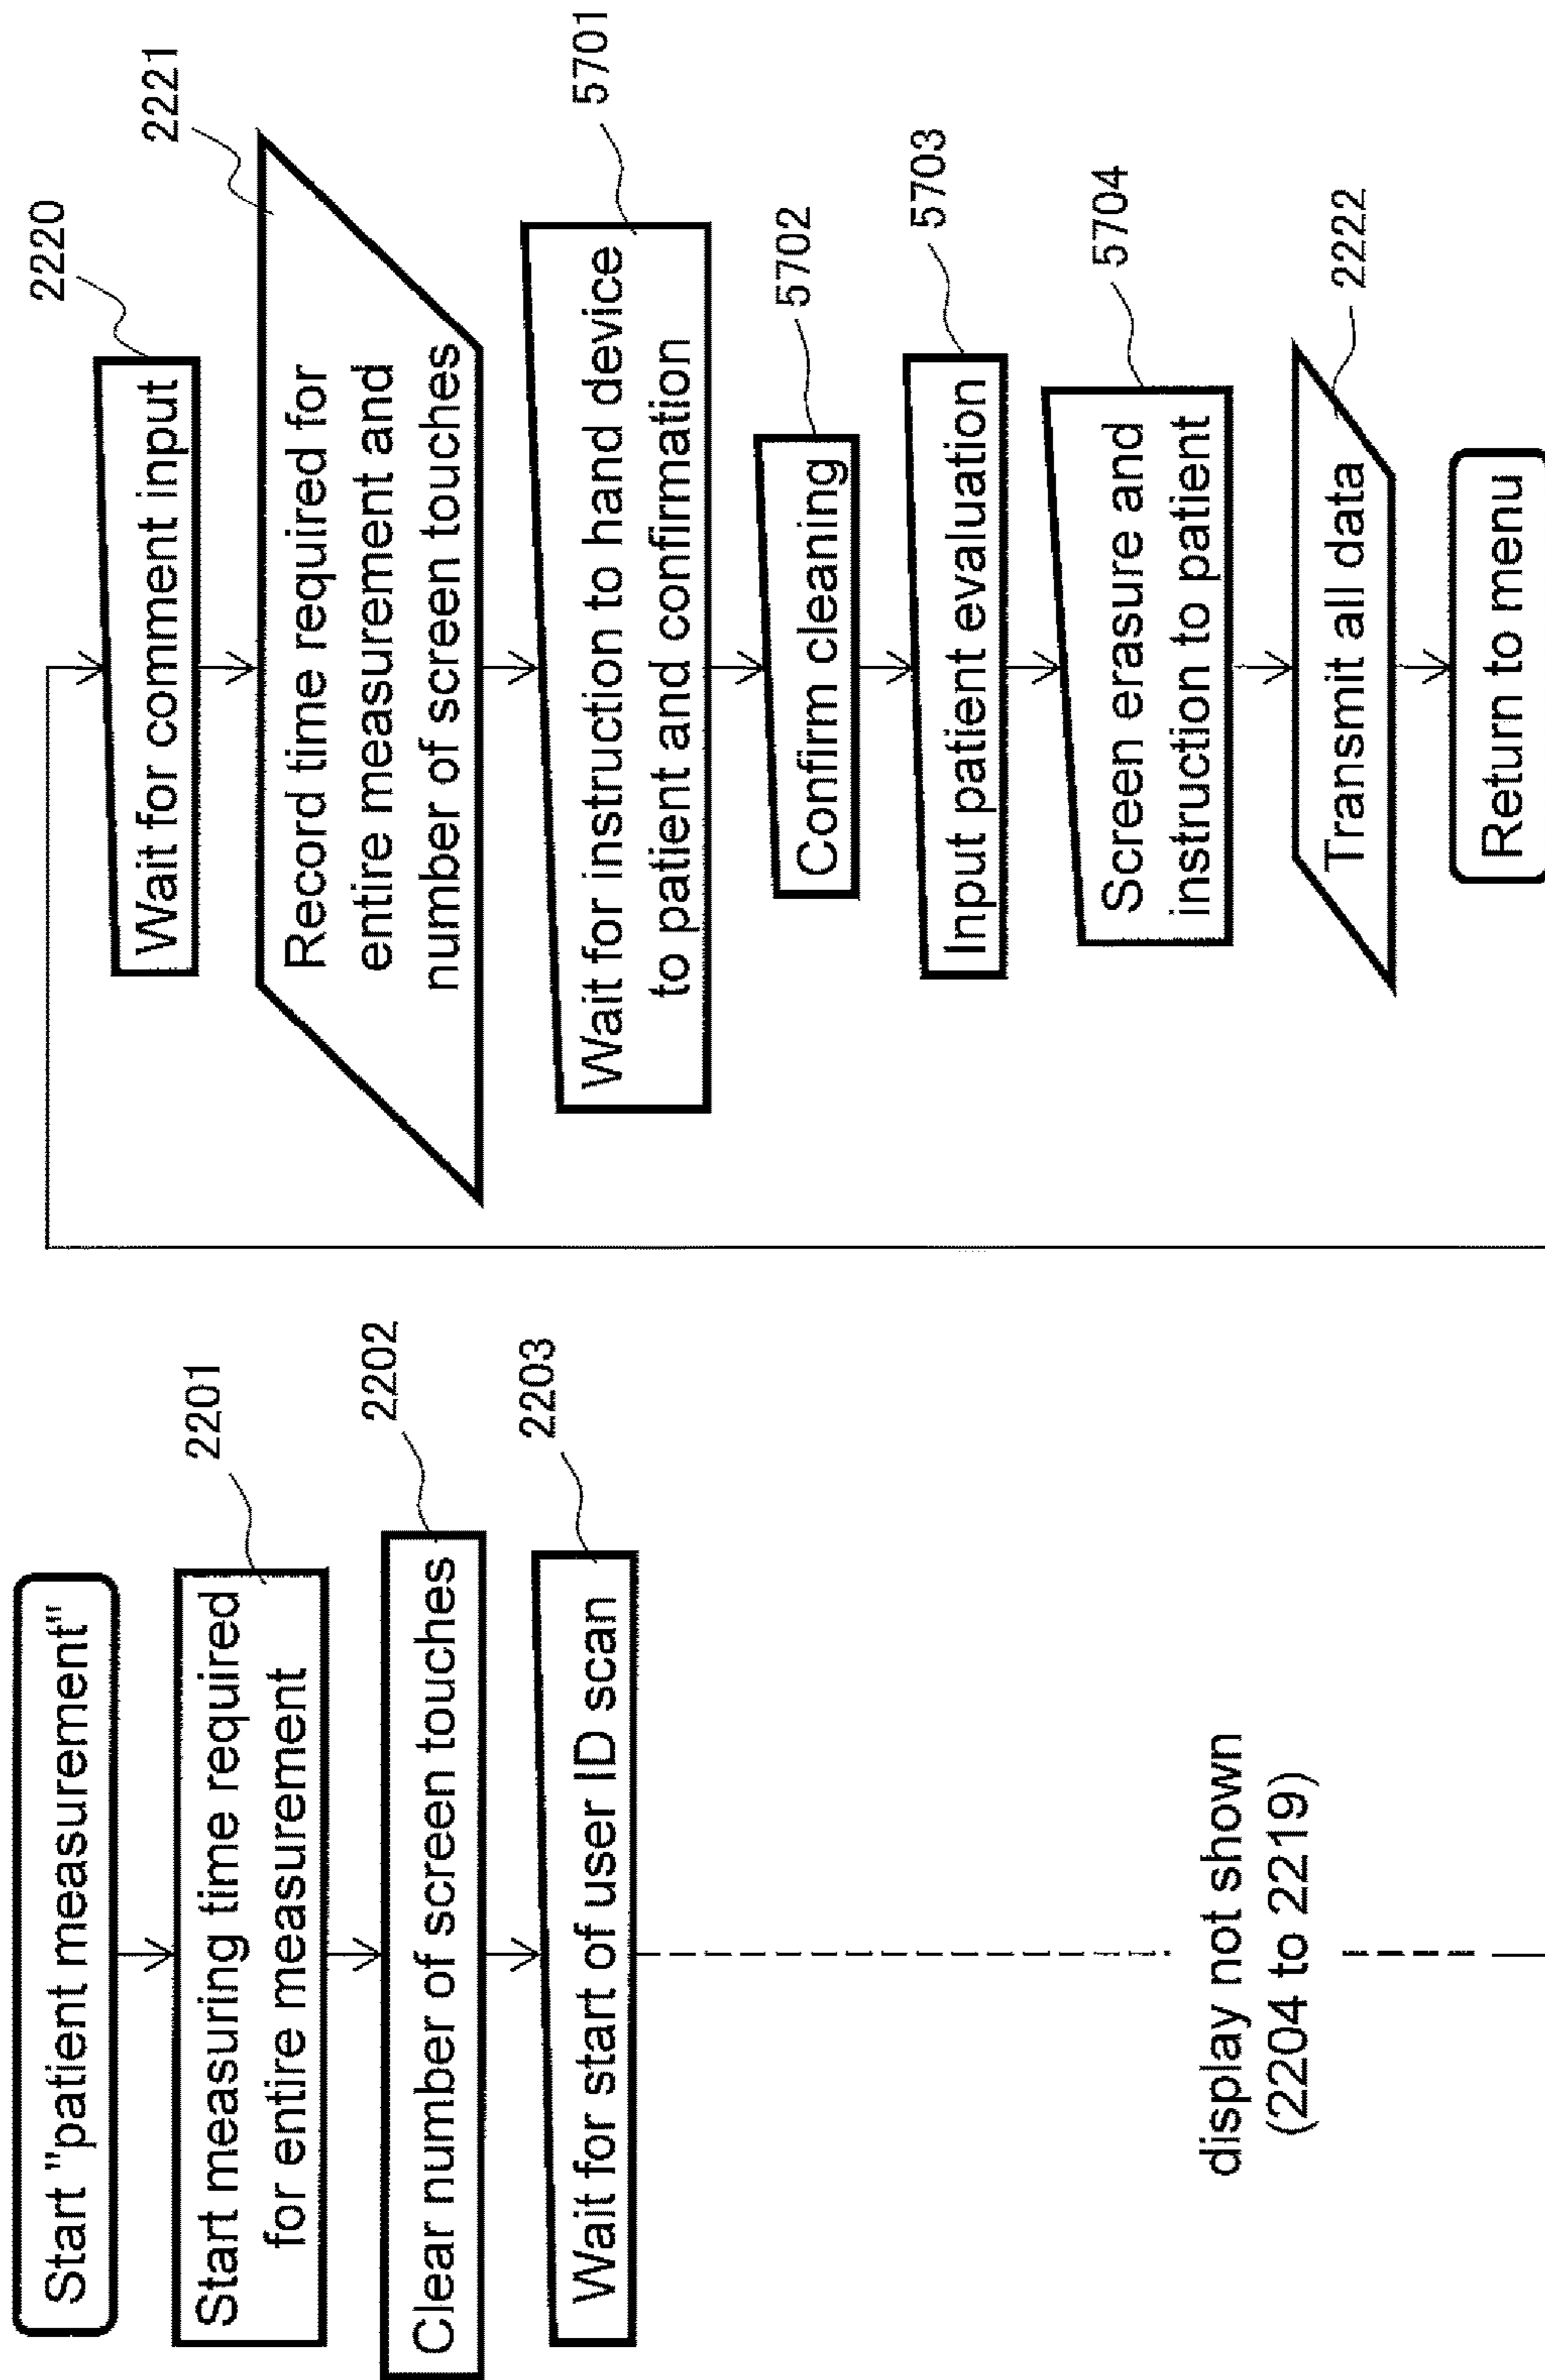 Start "patient measurement"
2201
Start measuring time required
for entire measurement
2202
Clear number of screen touches
2203
Wait for start of user ID scan
display not shown
(2204 to 2219)
2220
Wait for comment input
2221
Record time required for
entire measurement and
number of screen touches
5701
Wait for instruction to hand device
to patient and confirmation
5702
Confirm cleaning
5703
Input patient evaluation
5704
Screen erasure and
instruction to patient
2222
Transmit all data
Return to menu